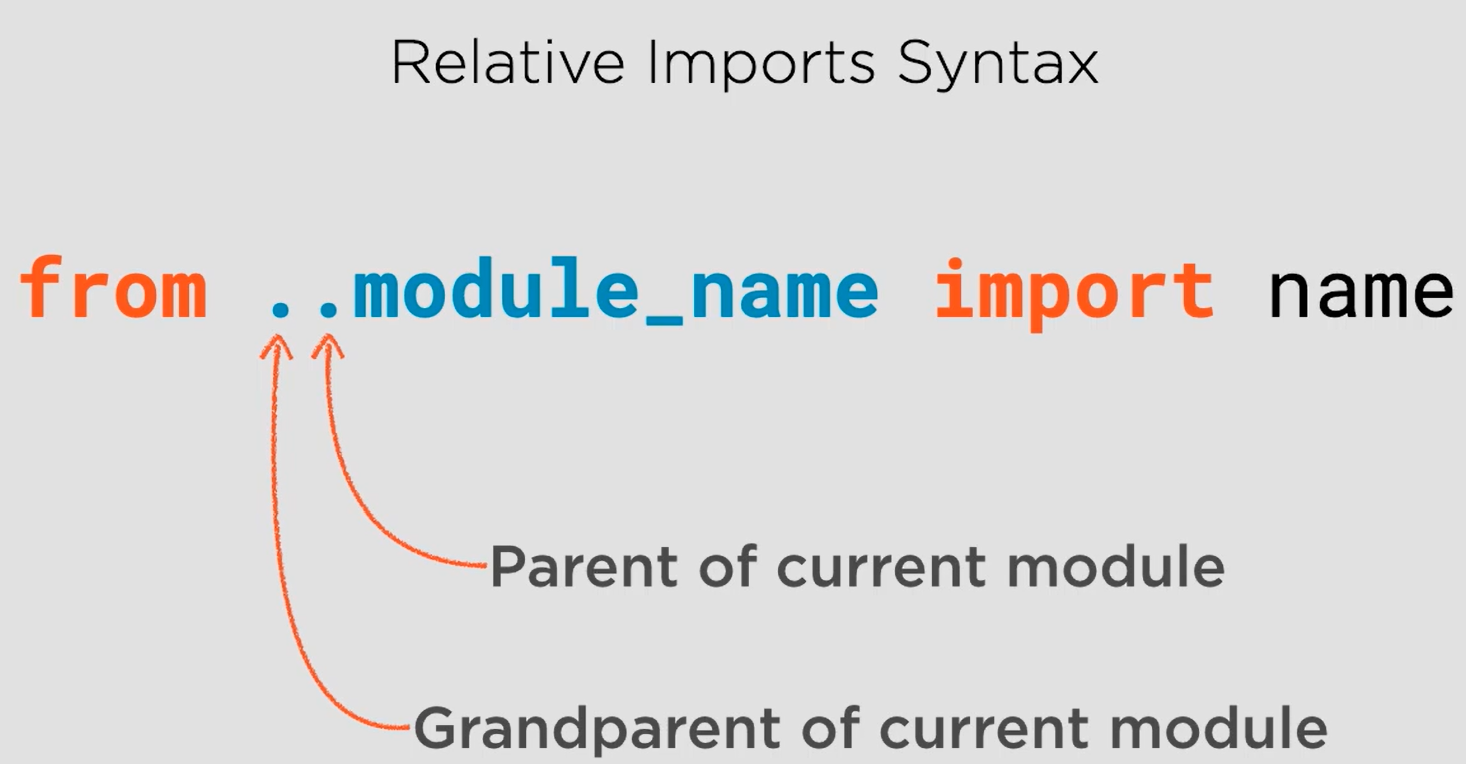 Relative Imports Syntax
from ..module_name import name
Parent of current module
Grandparent of current module